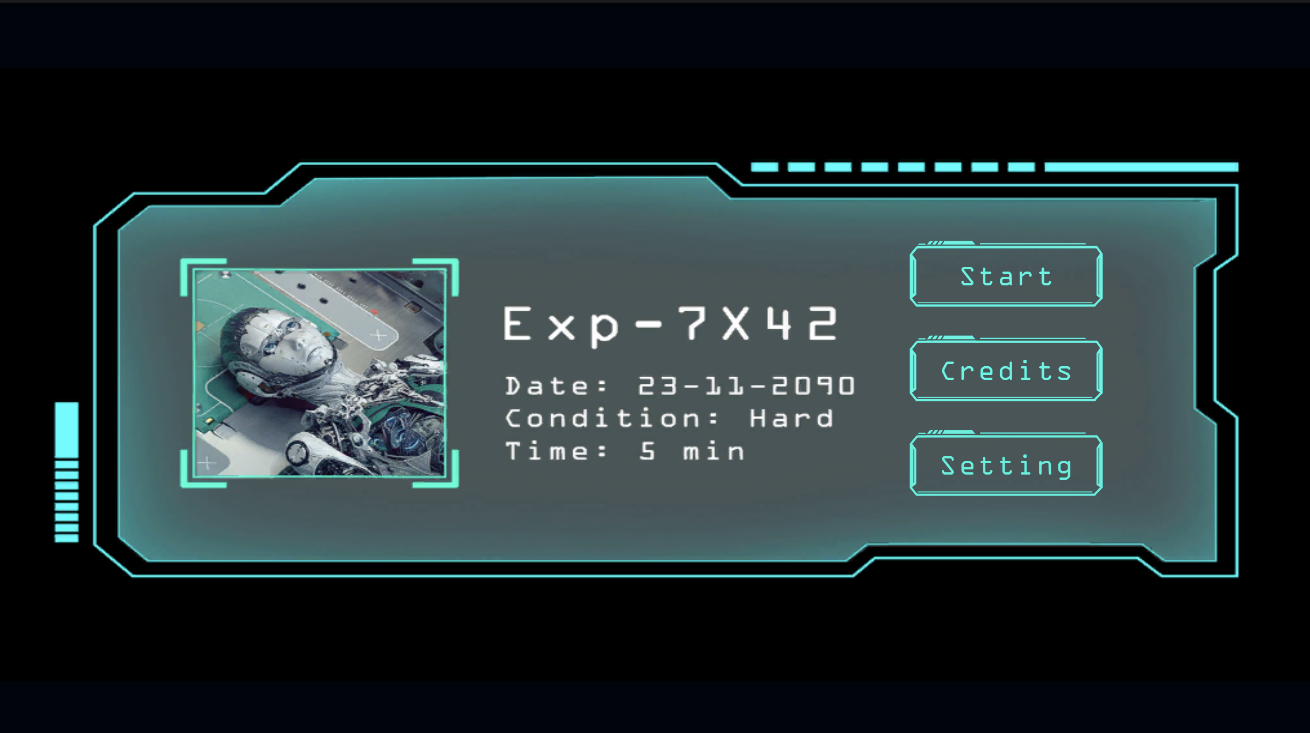 Exp-7X42
Date: 23-11-2090
Condition: Hard
Time: 5 min
Start
Credits
Setting